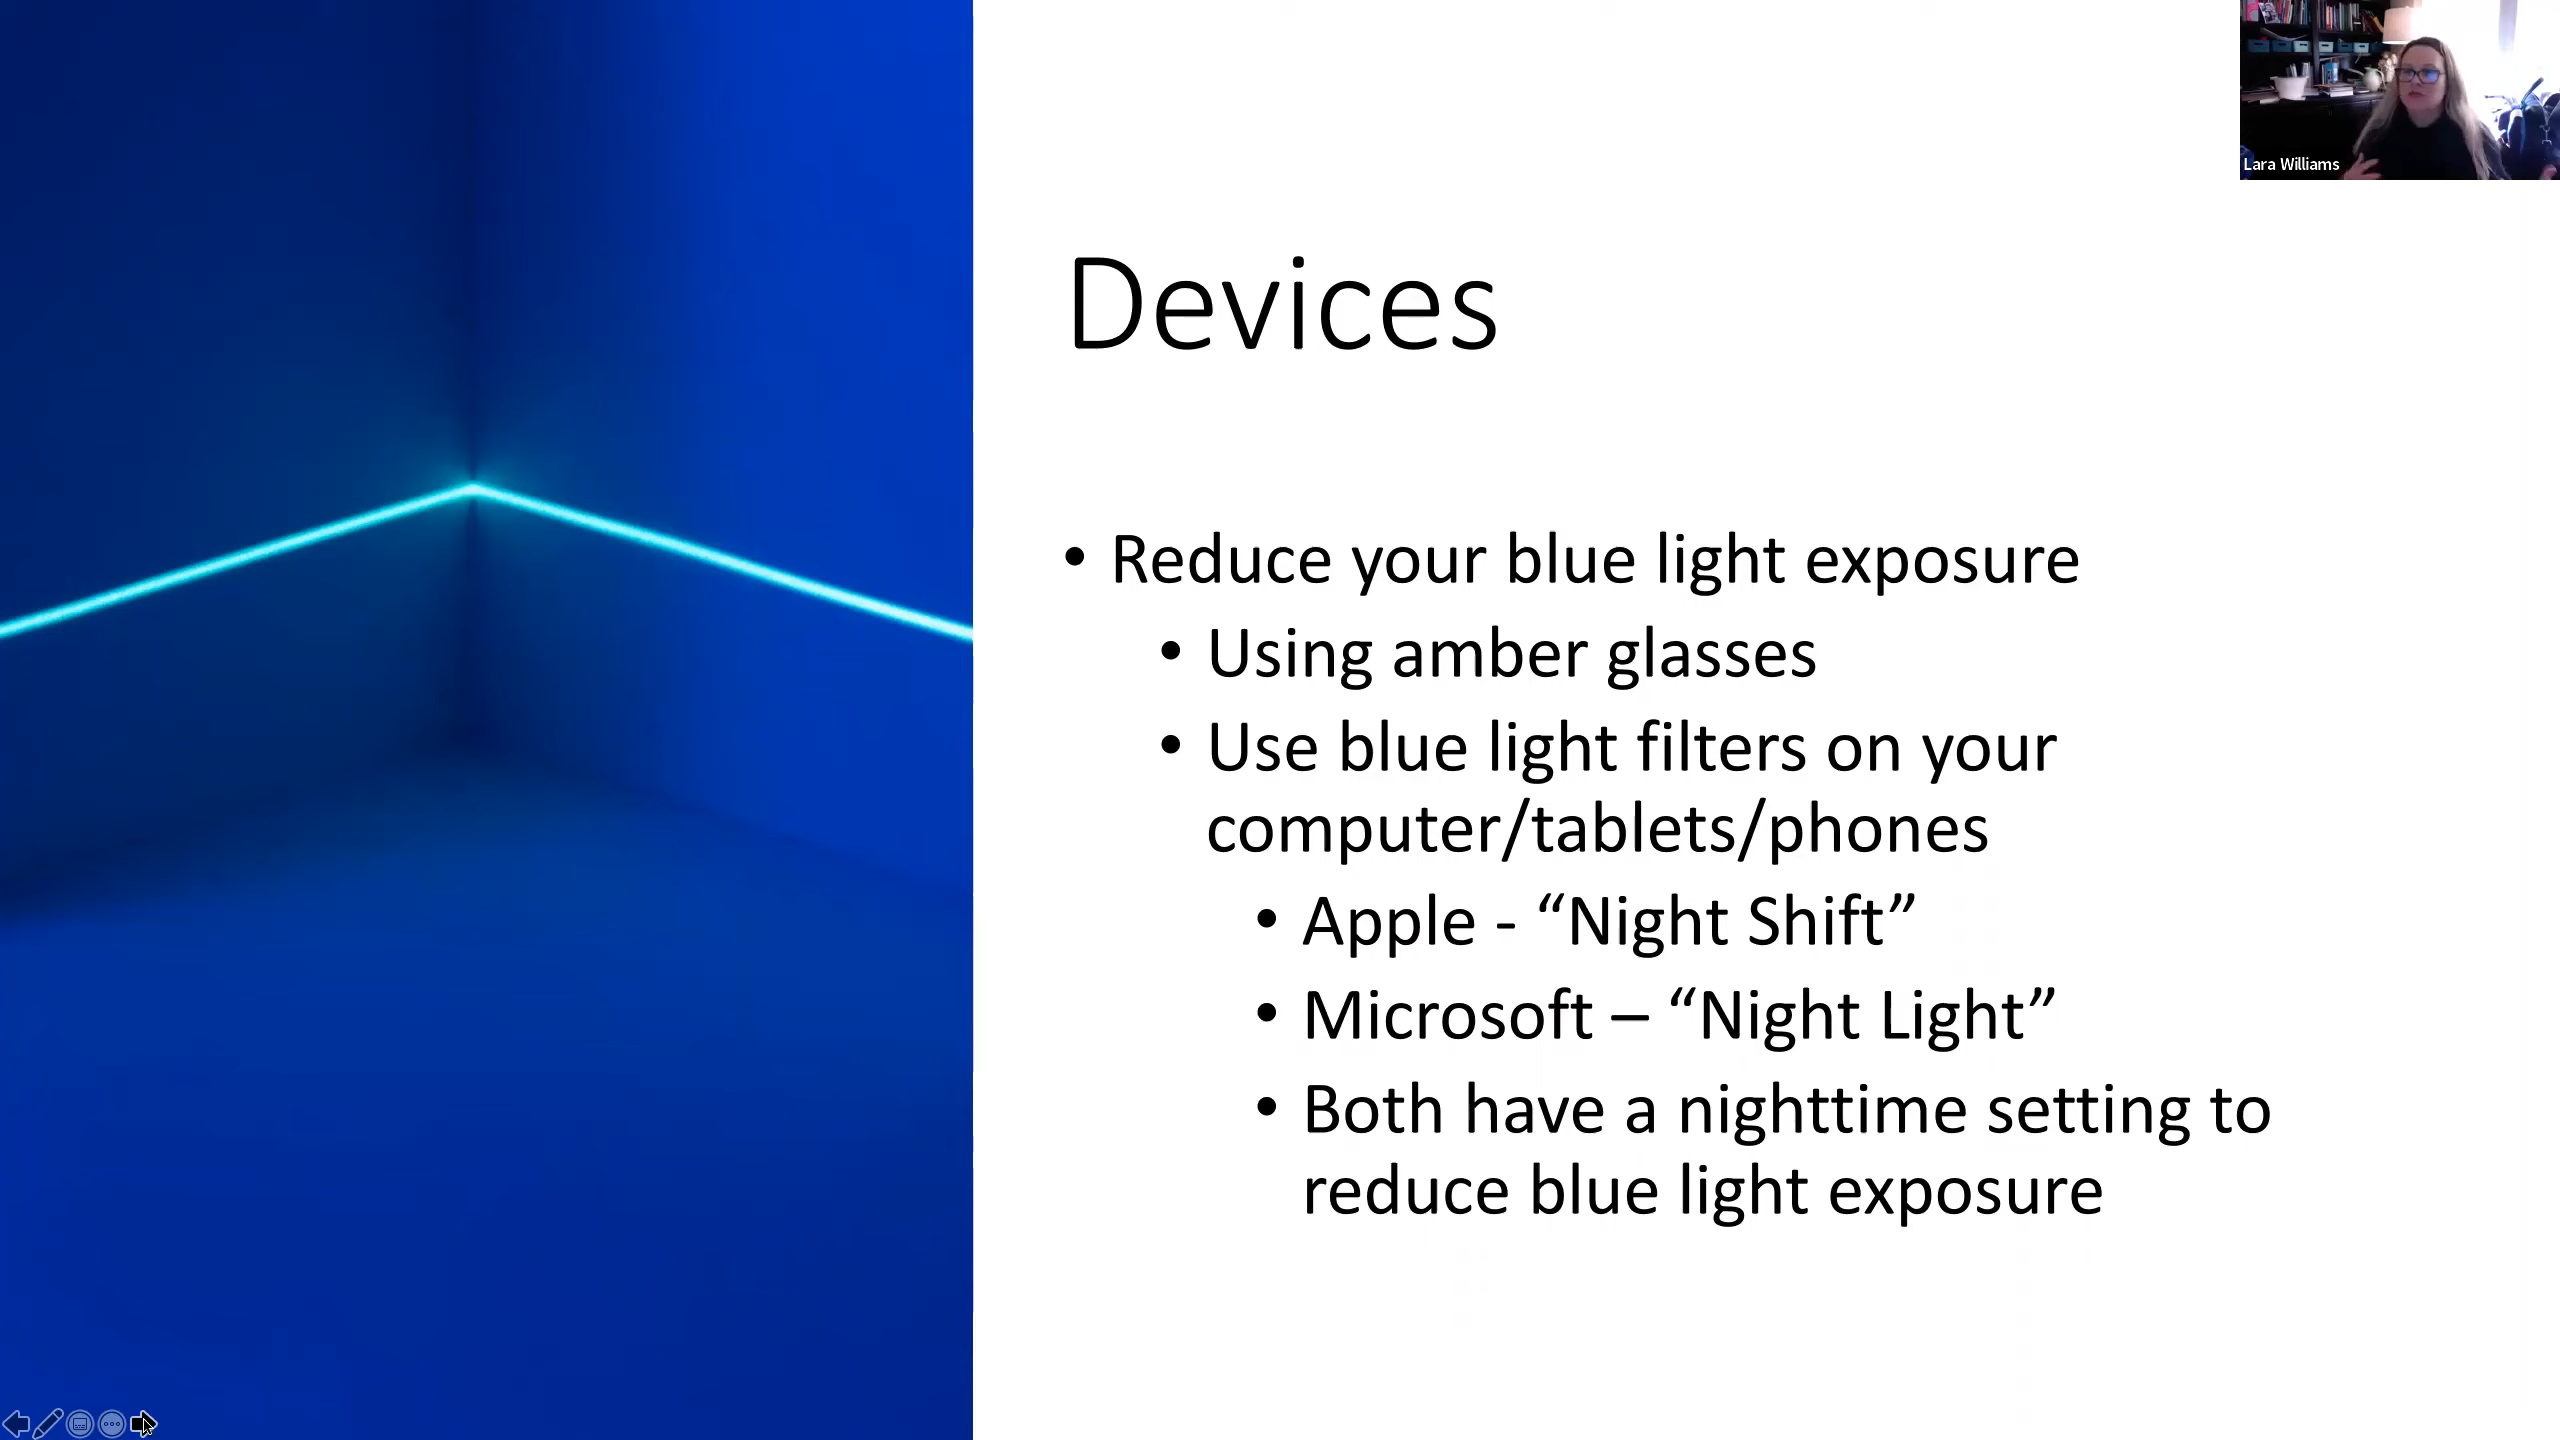 Lara Williams
Devices
• Reduce your blue light exposure
• Using amber glasses
• Use blue light filters on your
computer/tablets/phones
• Apple - “Night Shift”
• Microsoft – “Night Light”
• Both have a nighttime setting to
reduce blue light exposure